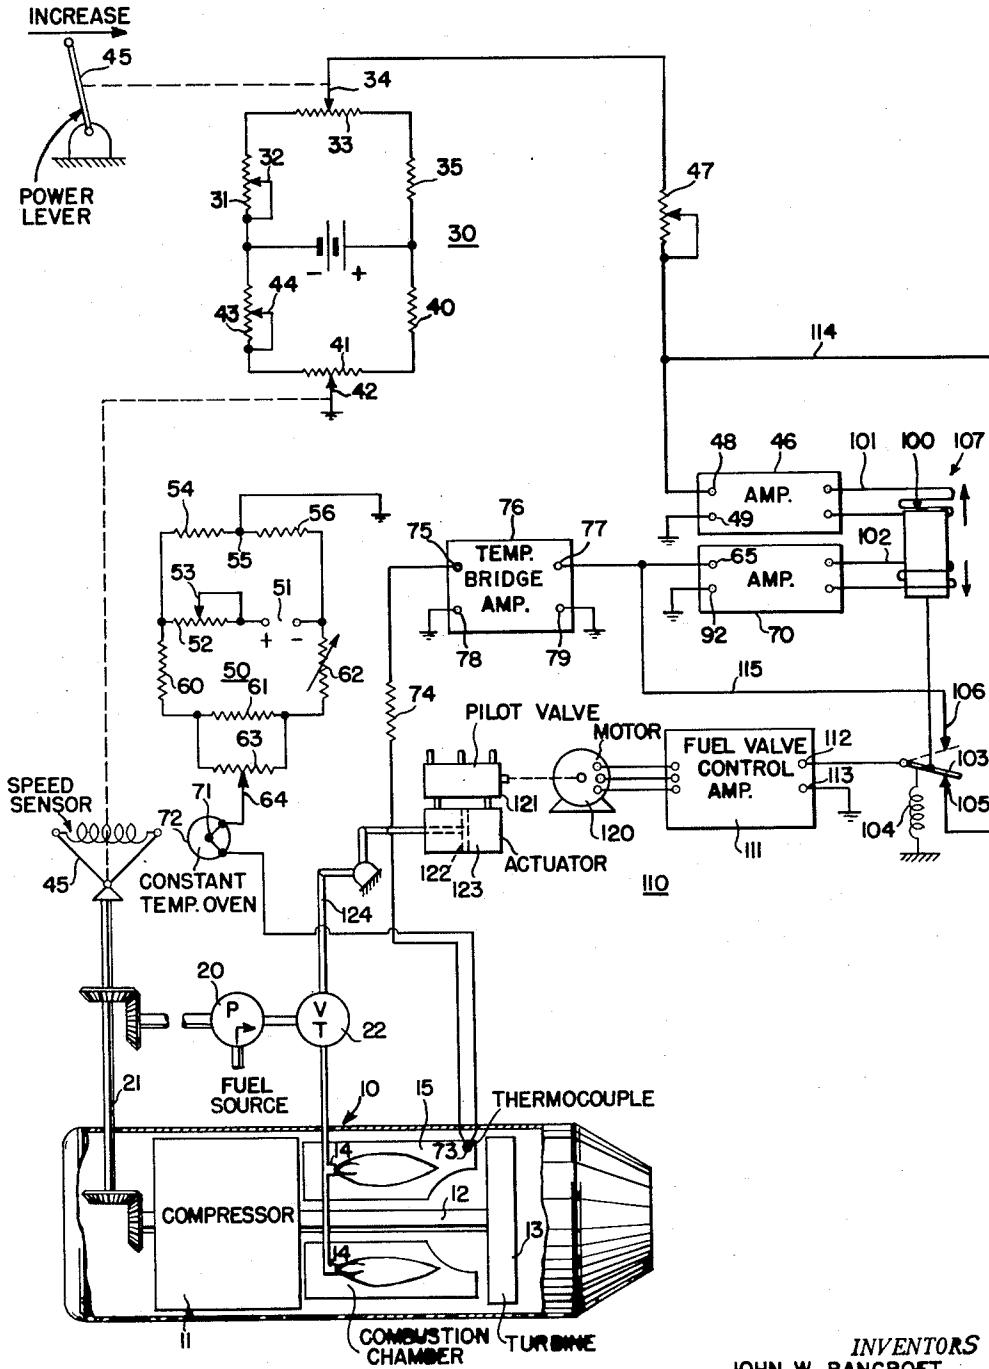 INCREASE
45
POWER
LEVER
34
33
32
31
35
30
- +
47
44
43
40
41
42
114
54
56
55
53
51
52
+ -
60
50
61
62
63
64
71
72
CONSTANT
TEMP. OVEN
SPEED
SENSOR
45
75
76
77
TEMP.
BRIDGE
AMP.
78
79
74
48
46
101
100
107
AMP.
49
102
65
AMP.
92
70
115
106
PILOT VALVE
MOTOR
FUEL VALVE
CONTROL
AMP.
112
113
103
105
104
121
120
111
122
123
ACTUATOR
110
124
20
P
V
T
22
FUEL
SOURCE
21
10
15
THERMOCOUPLE
73
14
12
COMPRESSOR
13
14
11
COMBUSTION
CHAMBER
TURBINE
INVENTORS
JOHN W. BANCROFT